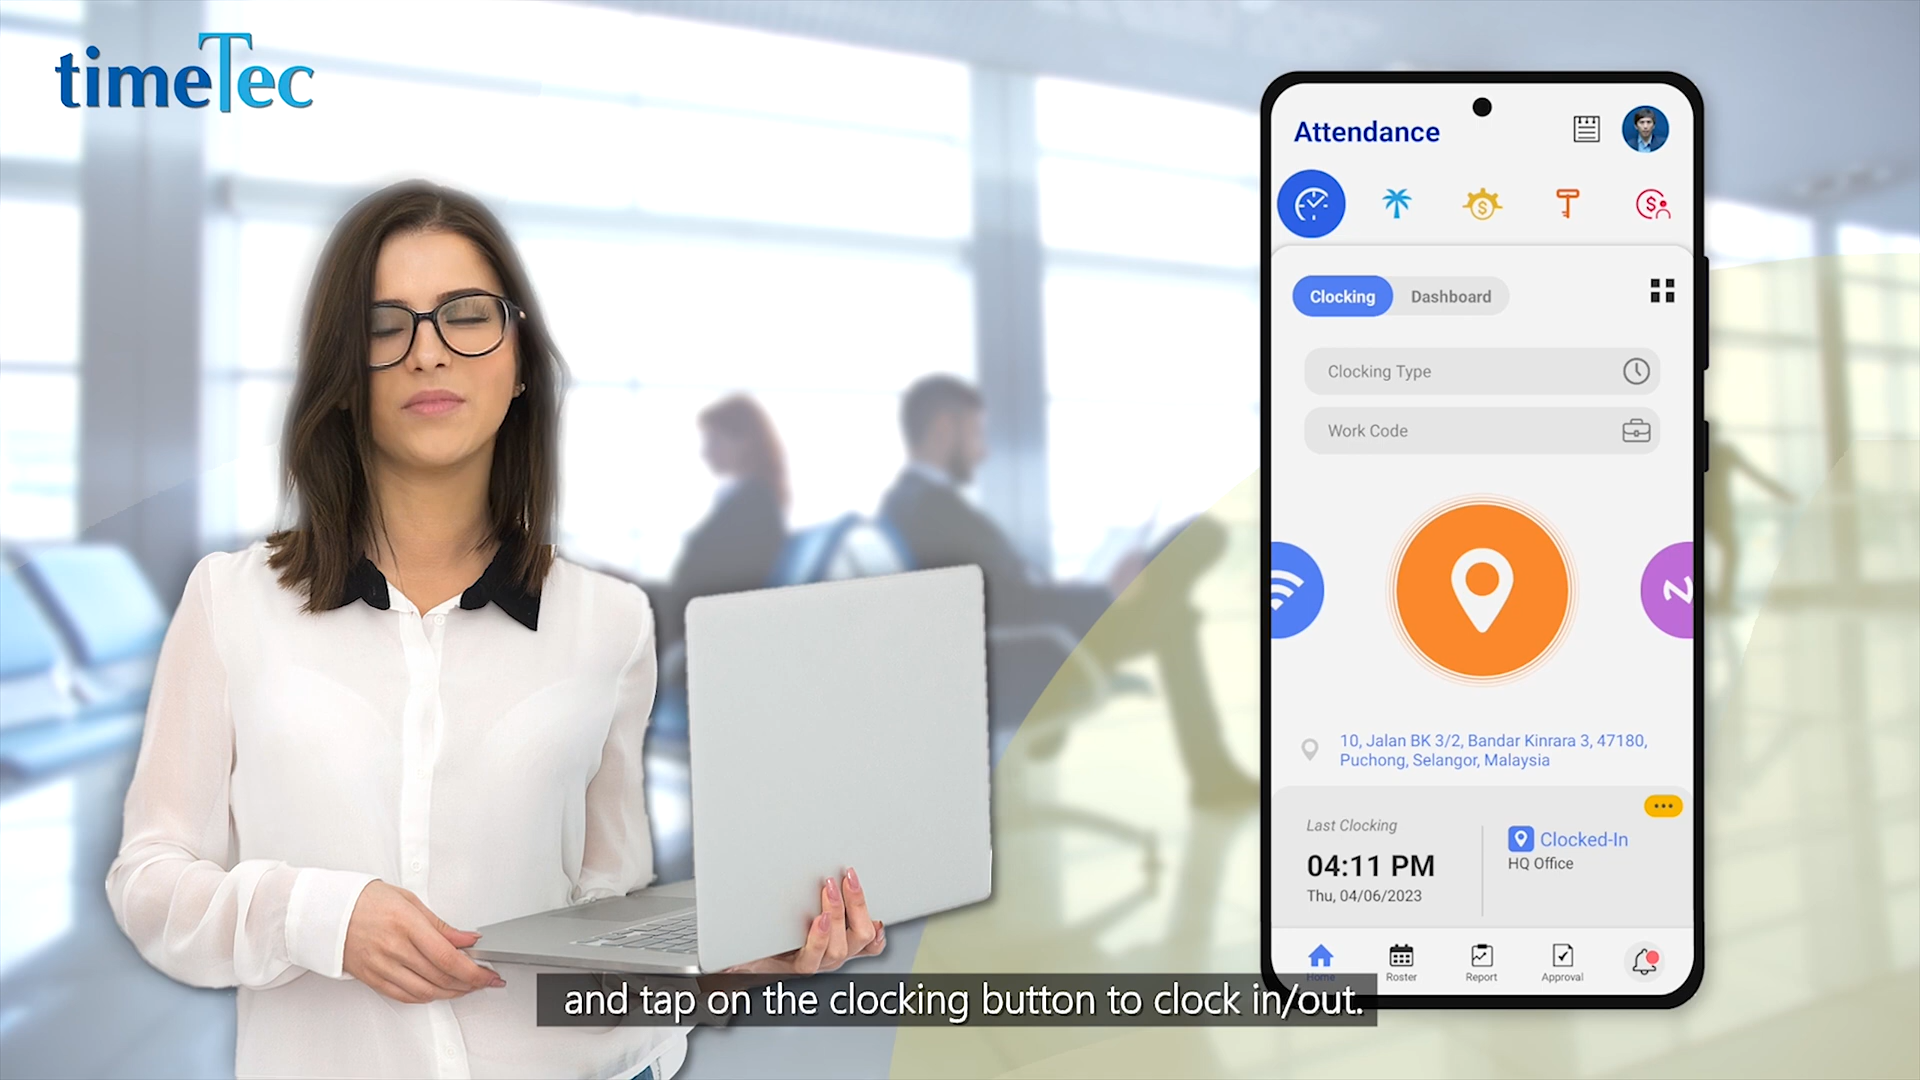 timeTec
Attendance
Clocking
Dashboard
Clocking Type
Work Code
10, Jalan BK 3/2, Bandar Kinrara 3, 47180,
Puchong, Selangor, Malaysia
Last Clocking
04:11 PM
Thu, 04/06/2023
Clocked-In
HQ Office
Home
Roster
Report
Approval
and tap on the clocking button to clock in/out.